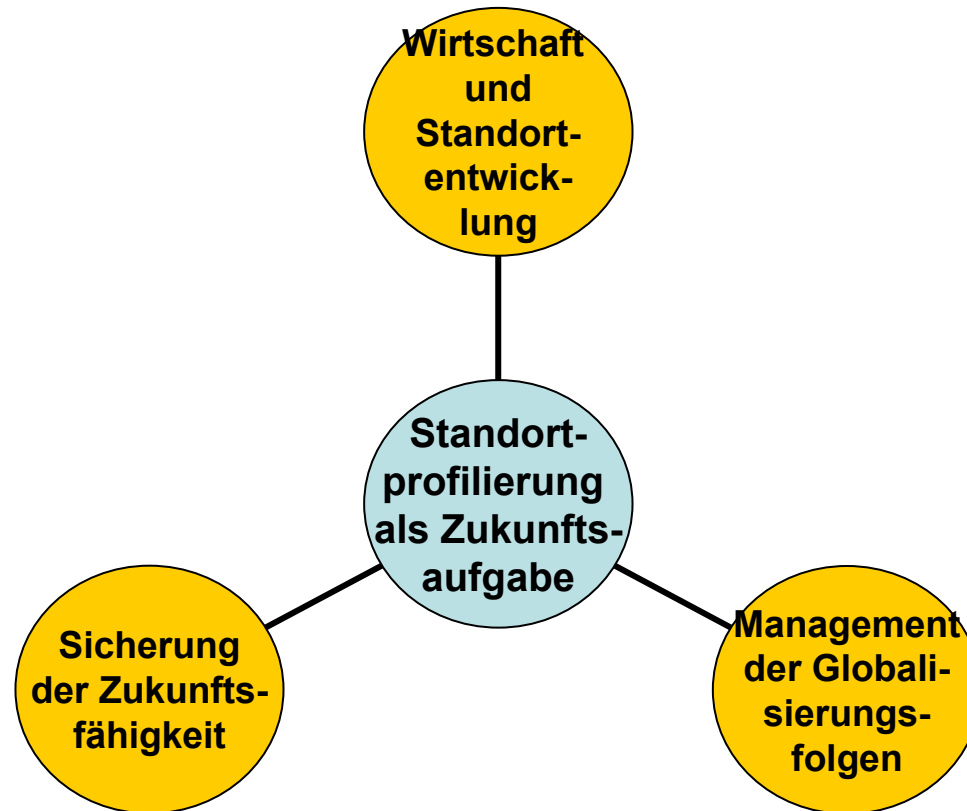 Wirtschaft
und
Standort-
entwick-
lung
Standort-
profilierung
als Zukunfts-
aufgabe
Sicherung
der Zukunfts-
fähigkeit
Management
der Globali-
sierungs-
folgen